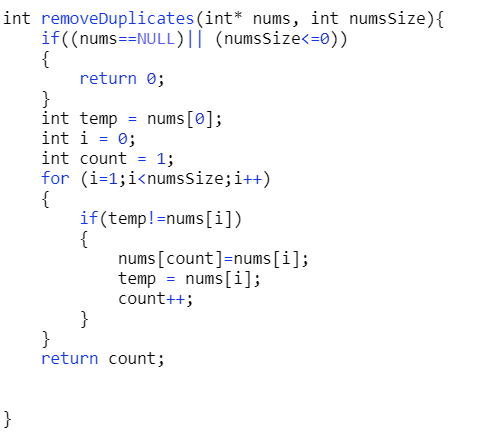 int removeDuplicates(int* nums, int numsSize){
    if((nums==NULL)|| (numsSize<=0))
    {
        return 0;
    }
    int temp = nums[0];
    int i = 0;
    int count = 1;
    for (i=1;i<numsSize;i++)
    {
        if(temp!=nums[i])
        {
            nums[count]=nums[i];
            temp = nums[i];
            count++;
        }
    }
    return count;
}